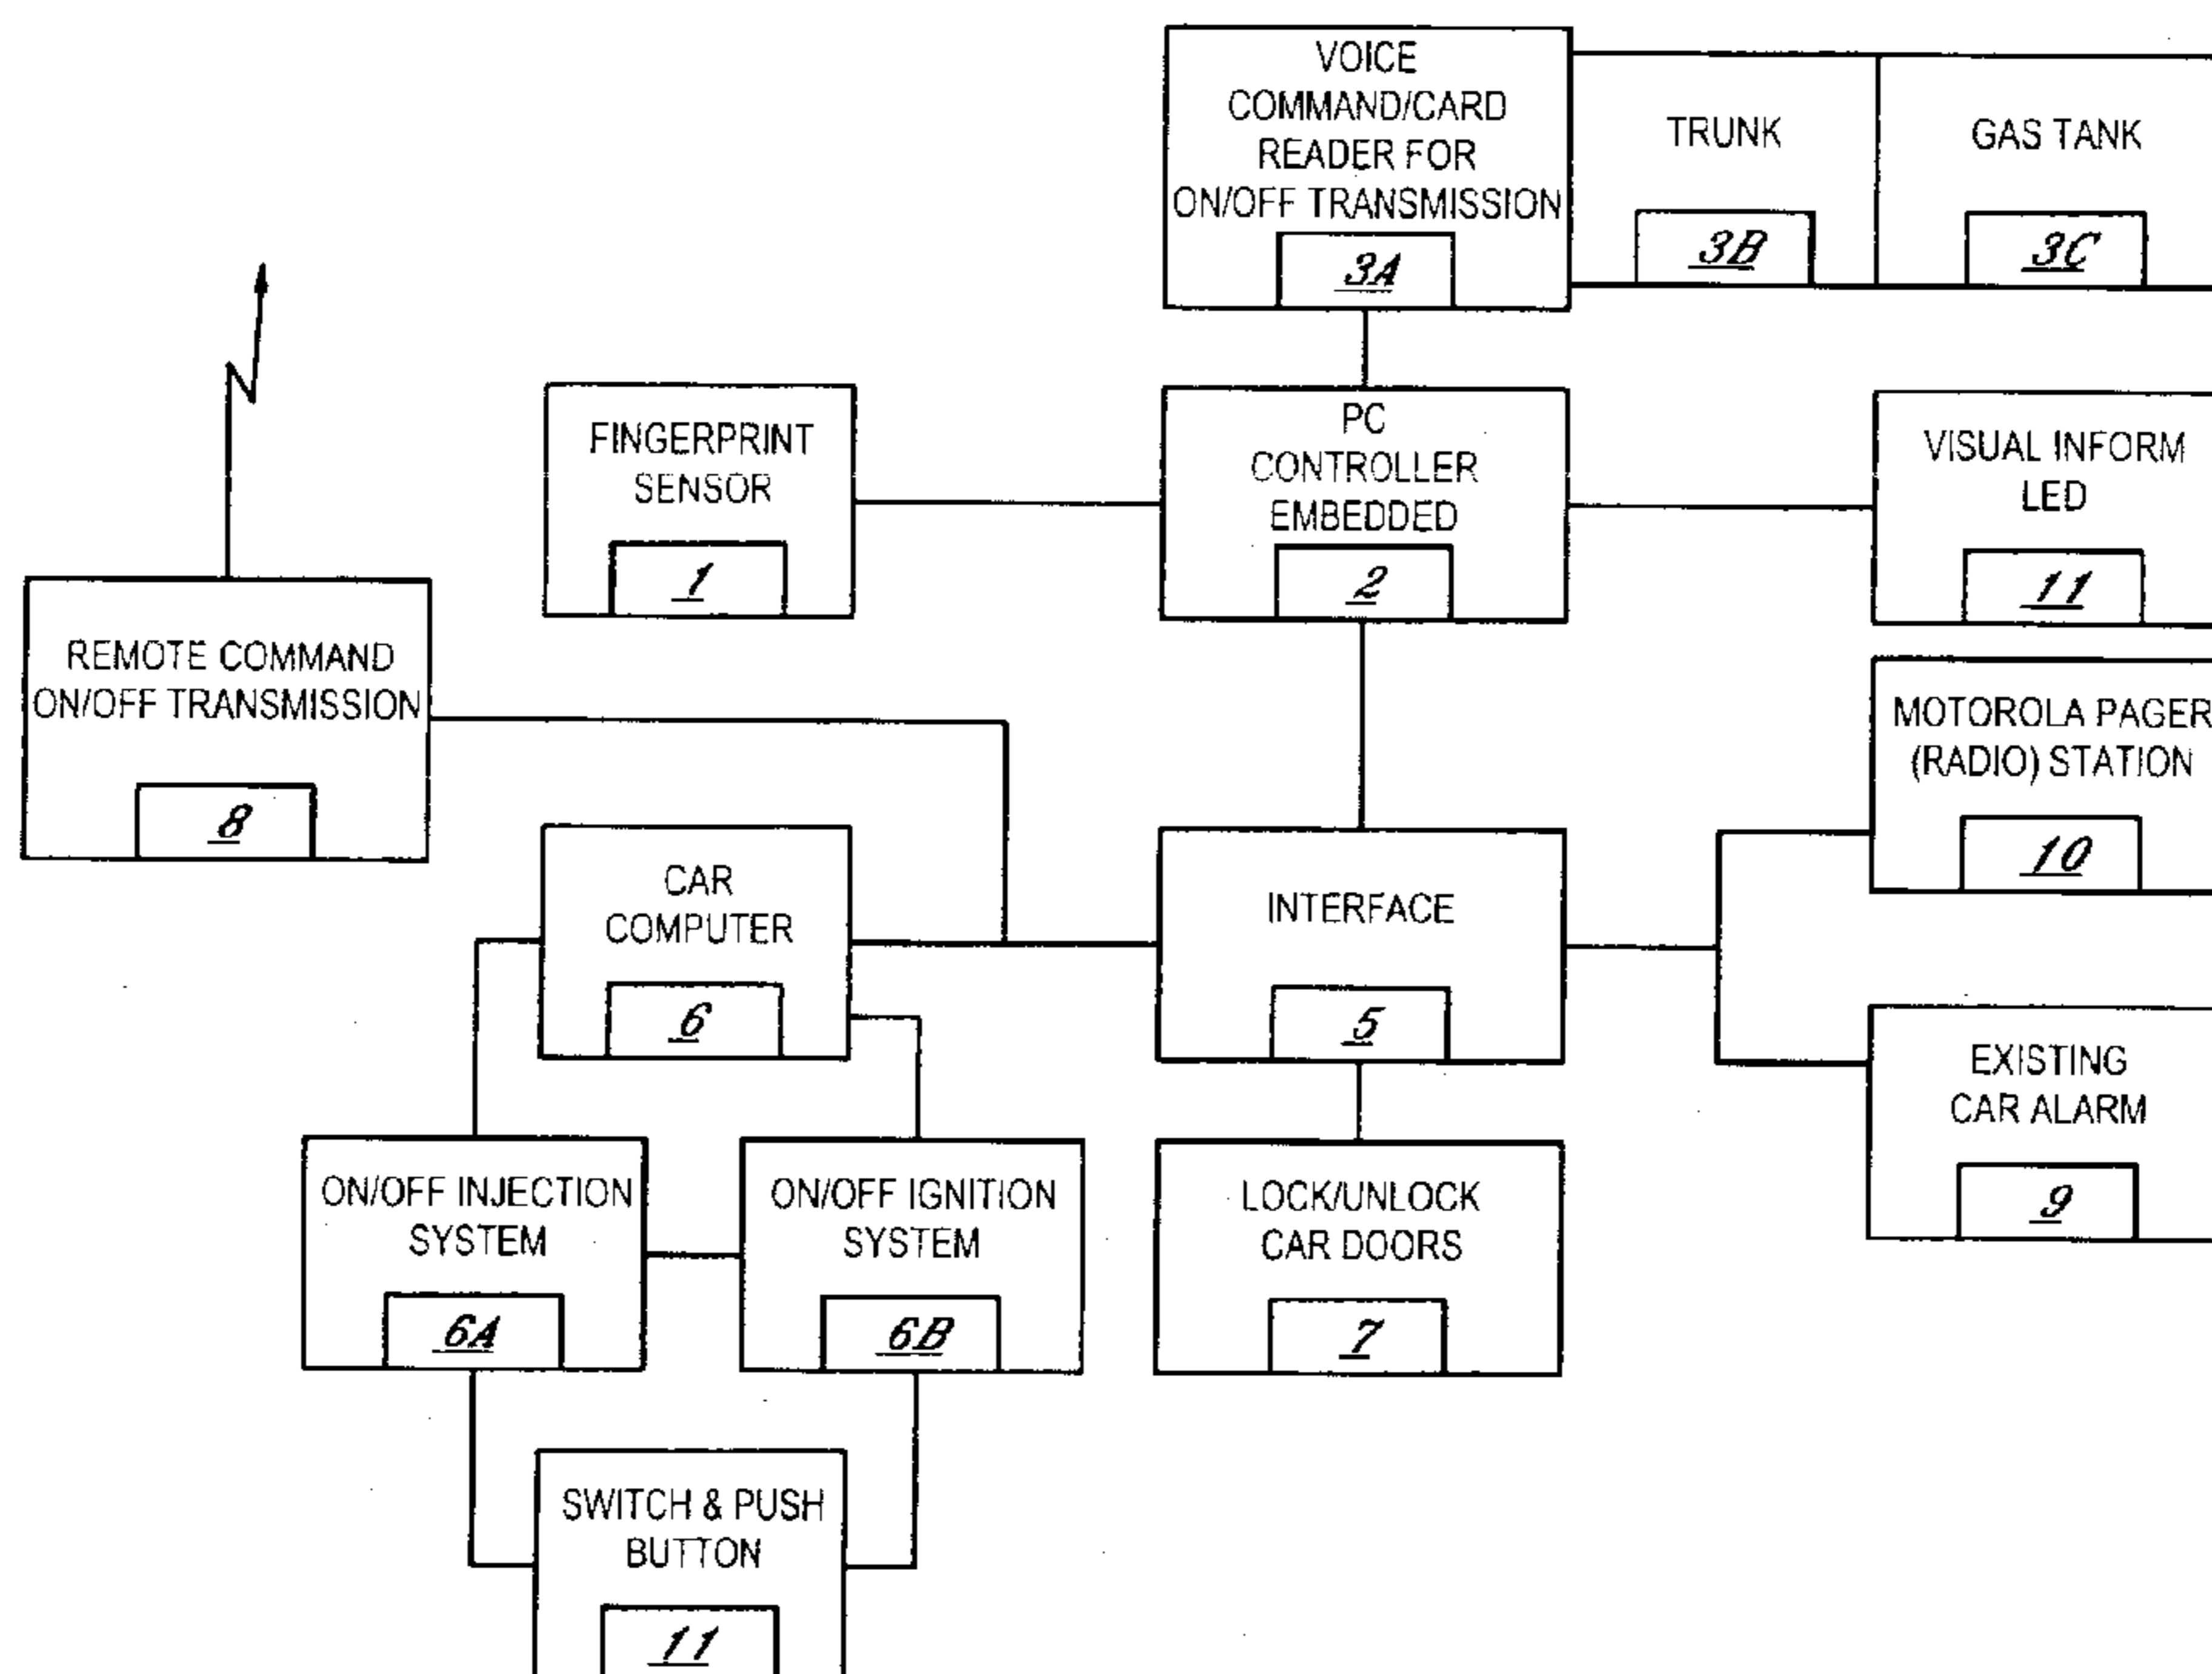 VOICE
COMMAND/CARD
READER FOR
ON/OFF TRANSMISSION
3A
TRUNK
3B
GAS TANK
3C
FINGERPRINT
SENSOR
1
PC
CONTROLLER
EMBEDDED
2
VISUAL INFORM
LED
11
REMOTE COMMAND
ON/OFF TRANSMISSION
8
MOTOROLA PAGER
(RADIO) STATION
10
CAR
COMPUTER
6
INTERFACE
5
EXISTING
CAR ALARM
9
ON/OFF INJECTION
SYSTEM
6A
ON/OFF IGNITION
SYSTEM
6B
LOCK/UNLOCK
CAR DOORS
7
SWITCH & PUSH
BUTTON
11